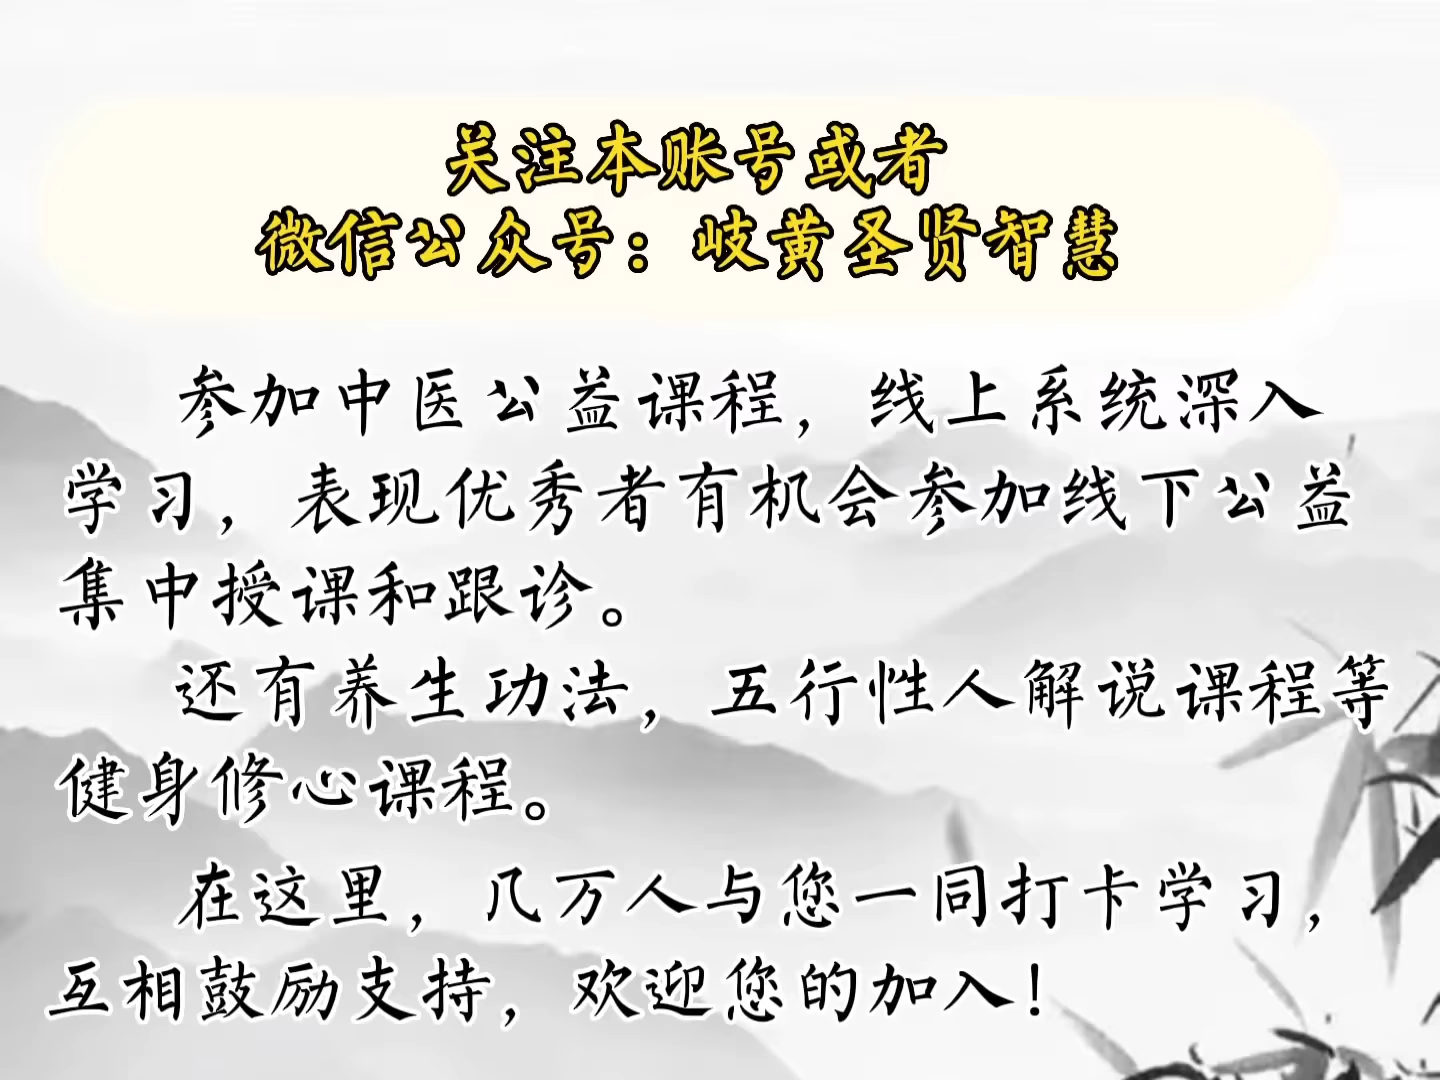 关注本账号或者
微信公众号：岐黄圣贤智慧
参加中医公益课程，线上系统深入
学习，表现优秀者有机会参加线下公益
集中授课和跟诊。
还有养生功法，五行性人解说课程等
健身修心课程。
在这里，几万人与您一同打卡学习，
互相鼓励支持，欢迎您的加入！